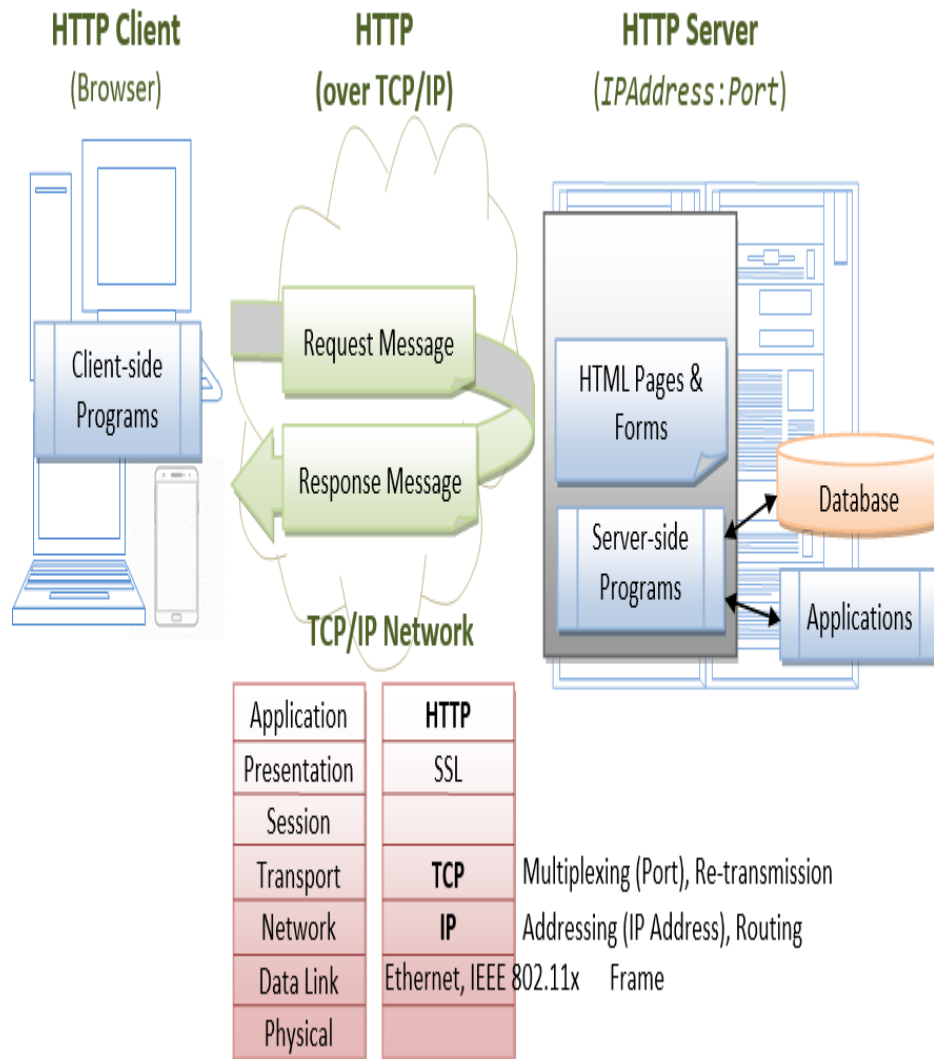 HTTP Client
(Browser)
HTTP
(over TCP/IP)
HTTP Server
(IPAddress:Port)
Client-side
Programs
Request Message
Response Message
HTML Pages &
Forms
Server-side
Programs
Database
Applications
TCP/IP Network
Application HTTP
Presentation SSL
Session
Transport TCP Multiplexing (Port), Re-transmission
Network IP Addressing (IP Address), Routing
Data Link Ethernet, IEEE 802.11x Frame
Physical